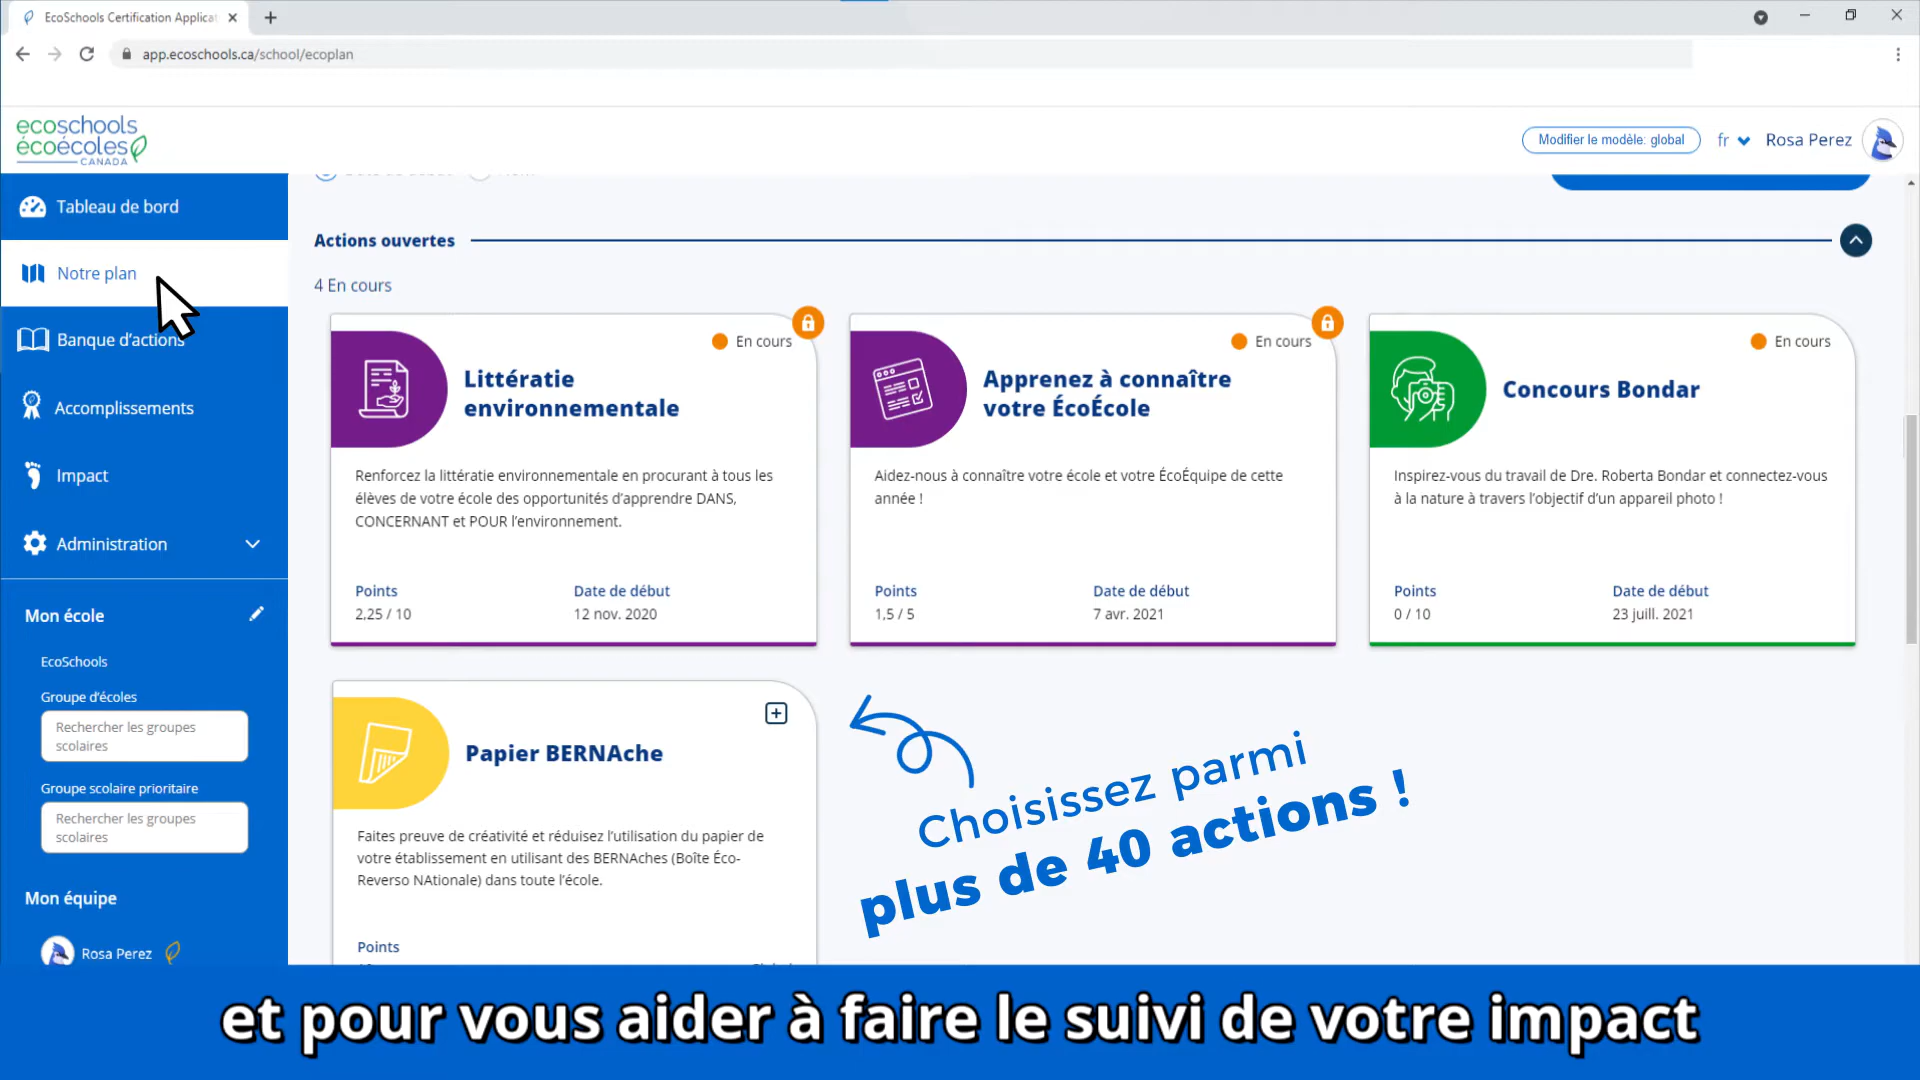 EcoSchools Certification Applica
app.ecoschools.ca/school/ecoplan
ecoschools
écoécoles
CANADA
Modifier le modèle: global
fr
Rosa Perez
Tableau de bord
Notre plan
Banque d'actions
Accomplissements
Impact
Administration
Mon école
EcoSchools
Groupe d'écoles
Rechercher les groupes
scolaires
Groupe scolaire prioritaire
Rechercher les groupes
scolaires
Mon équipe
Rosa Perez
Actions ouvertes
4 En cours
En cours
Littératie
environnementale
Renforcez la littératie environnementale en procurant à tous les
élèves de votre école des opportunités d'apprendre DANS,
CONCERNANT et POUR l'environnement.
Points
Date de début
2,25 / 10
12 nov. 2020
En cours
Apprenez à connaître
votre ÉcoÉcole
Aidez-nous à connaître votre école et votre ÉcoÉquipe de cette
année !
Points
Date de début
1,5 / 5
7 avr. 2021
En cours
Concours Bondar
Inspirez-vous du travail de Dre. Roberta Bondar et connectez-vous
à la nature à travers l'objectif d'un appareil photo !
Points
Date de début
0 / 10
23 juill. 2021
Papier BERNAche
Faites preuve de créativité et réduisez l'utilisation du papier de
votre établissement en utilisant des BERNAches (Boîte Éco-
Reverso NAtionale) dans toute l'école.
Points
Choisissez parmi
plus de 40 actions !
et pour vous aider à faire le suivi de votre impact